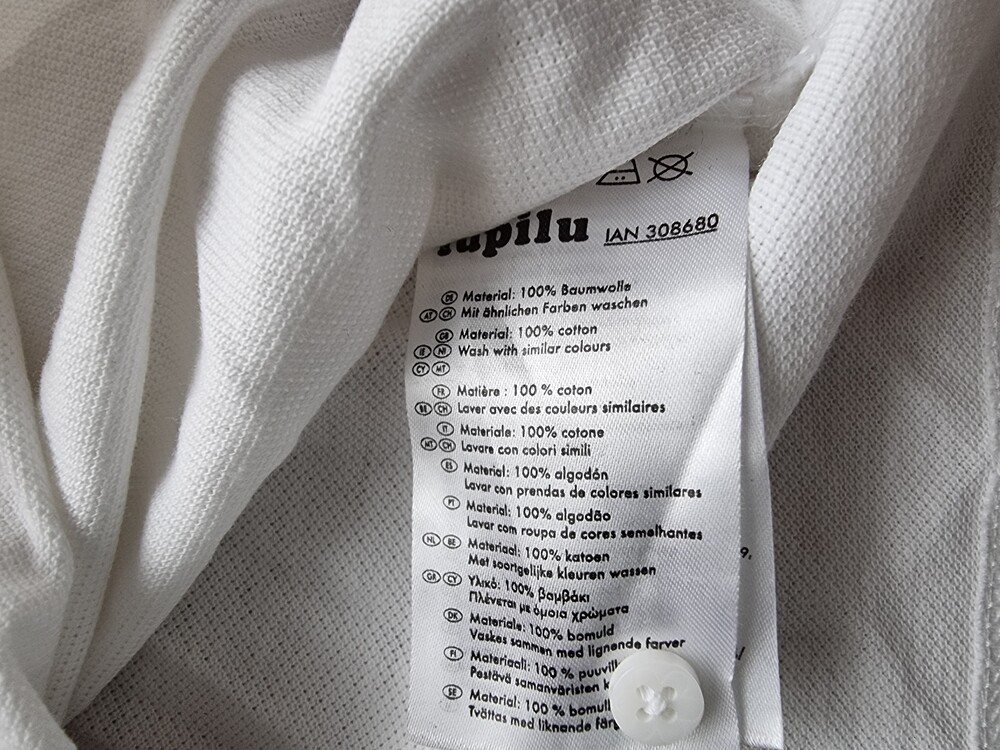 lupilu IAN 308680
DE Material: 100% Baumwolle
AT CH Mit ähnlichen Farben waschen
GB Material: 100% cotton
IE NI Wash with similar colours
CY MT
FR Matière : 100 % coton
BE CH Laver avec des couleurs similaires
IT Materiale: 100% cotone
MT CH Lavare con colori simili
ES Material: 100% algodón
Lavar con prendas de colores similares
PT Material: 100% algodão
Lavar com roupa de cores semelhantes
NL BE Materiaal: 100% katoen
Met soortgelijke kleuren wassen
GR CY Υλικό: 100% βαμβάκι
Πλένεται με όμοια χρώματα
DK Materiale: 100% bomuld
Vaskes sammen med lignende farver
FI Materiaali: 100 % puuvill
Pestävä samanväristen k
SE Material: 100 % bomull
Tvättas med liknande färg
9,